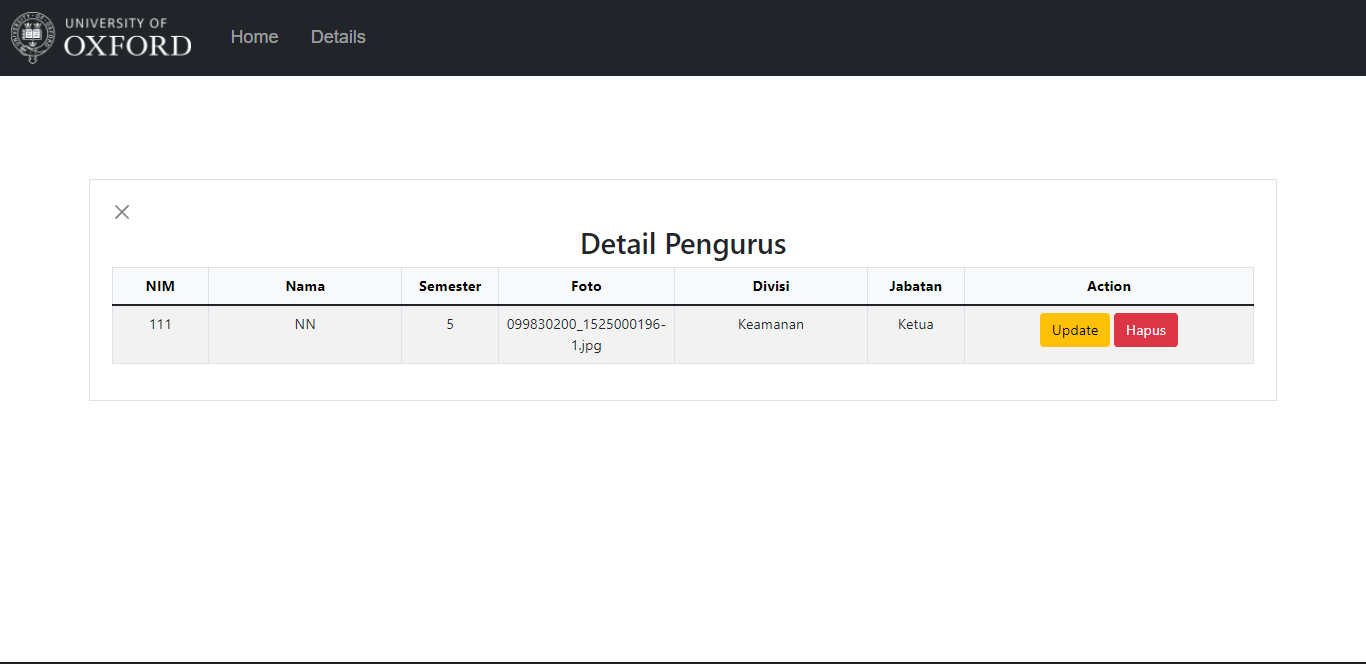 UNIVERSITY OF
OXFORD
Home Details
Detail Pengurus
NIM Nama Semester Foto Divisi Jabatan Action
111 NN 5 099830200_1525000196-
1.jpg Keamanan Ketua Update Hapus